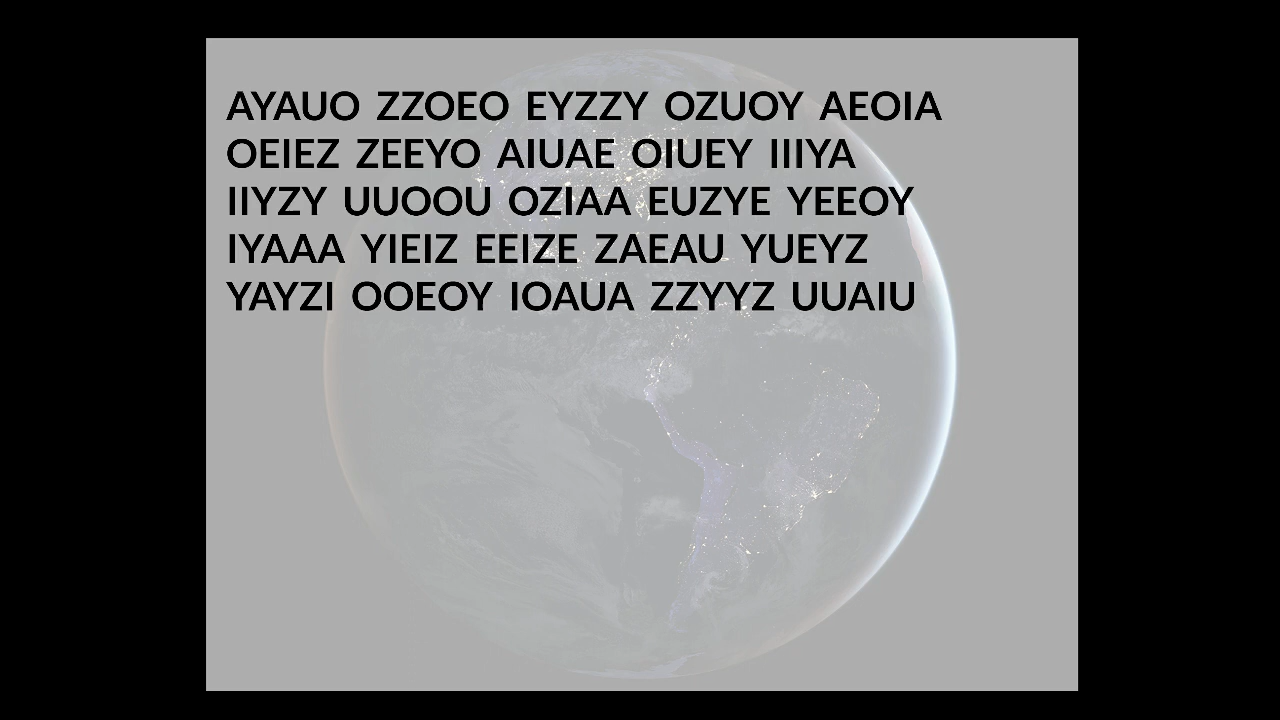 AYAUO ZZOEO EYZZY OZUOY AEOIA
OEIEZ ZEEYO AIUAE OIUEY IIIYA
IIYZY UUOOU OZIAA EUZYE YEEOY
IYAAA YIEIZ EEIZE ZAEAU YUEYZ
YAYZI OOEOY IOAUA ZZYYZ UUAIU